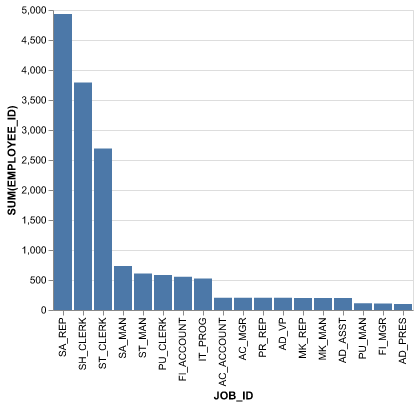 5,000
4,500
4,000
3,500
3,000
2,500
2,000
1,500
1,000
500
0
SUM(EMPLOYEE_ID)
SA_REP
SH_CLERK
ST_CLERK
SA_MAN
ST_MAN
PU_CLERK
FI_ACCOUNT
IT_PROG
AC_ACCOUNT
AC_MGR
PR_REP
AD_VP
MK_REP
MK_MAN
AD_ASST
PU_MAN
FI_MGR
AD_PRES
JOB_ID